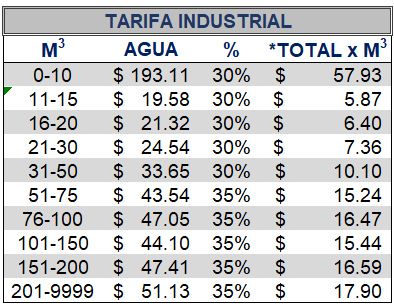 TARIFA INDUSTRIAL
M³ AGUA % *TOTAL x M³
0-10 $ 193.11 30% $ 57.93
11-15 $ 19.58 30% $ 5.87
16-20 $ 21.32 30% $ 6.40
21-30 $ 24.54 30% $ 7.36
31-50 $ 33.65 30% $ 10.10
51-75 $ 43.54 35% $ 15.24
76-100 $ 47.05 35% $ 16.47
101-150 $ 44.10 35% $ 15.44
151-200 $ 47.41 35% $ 16.59
201-9999 $ 51.13 35% $ 17.90